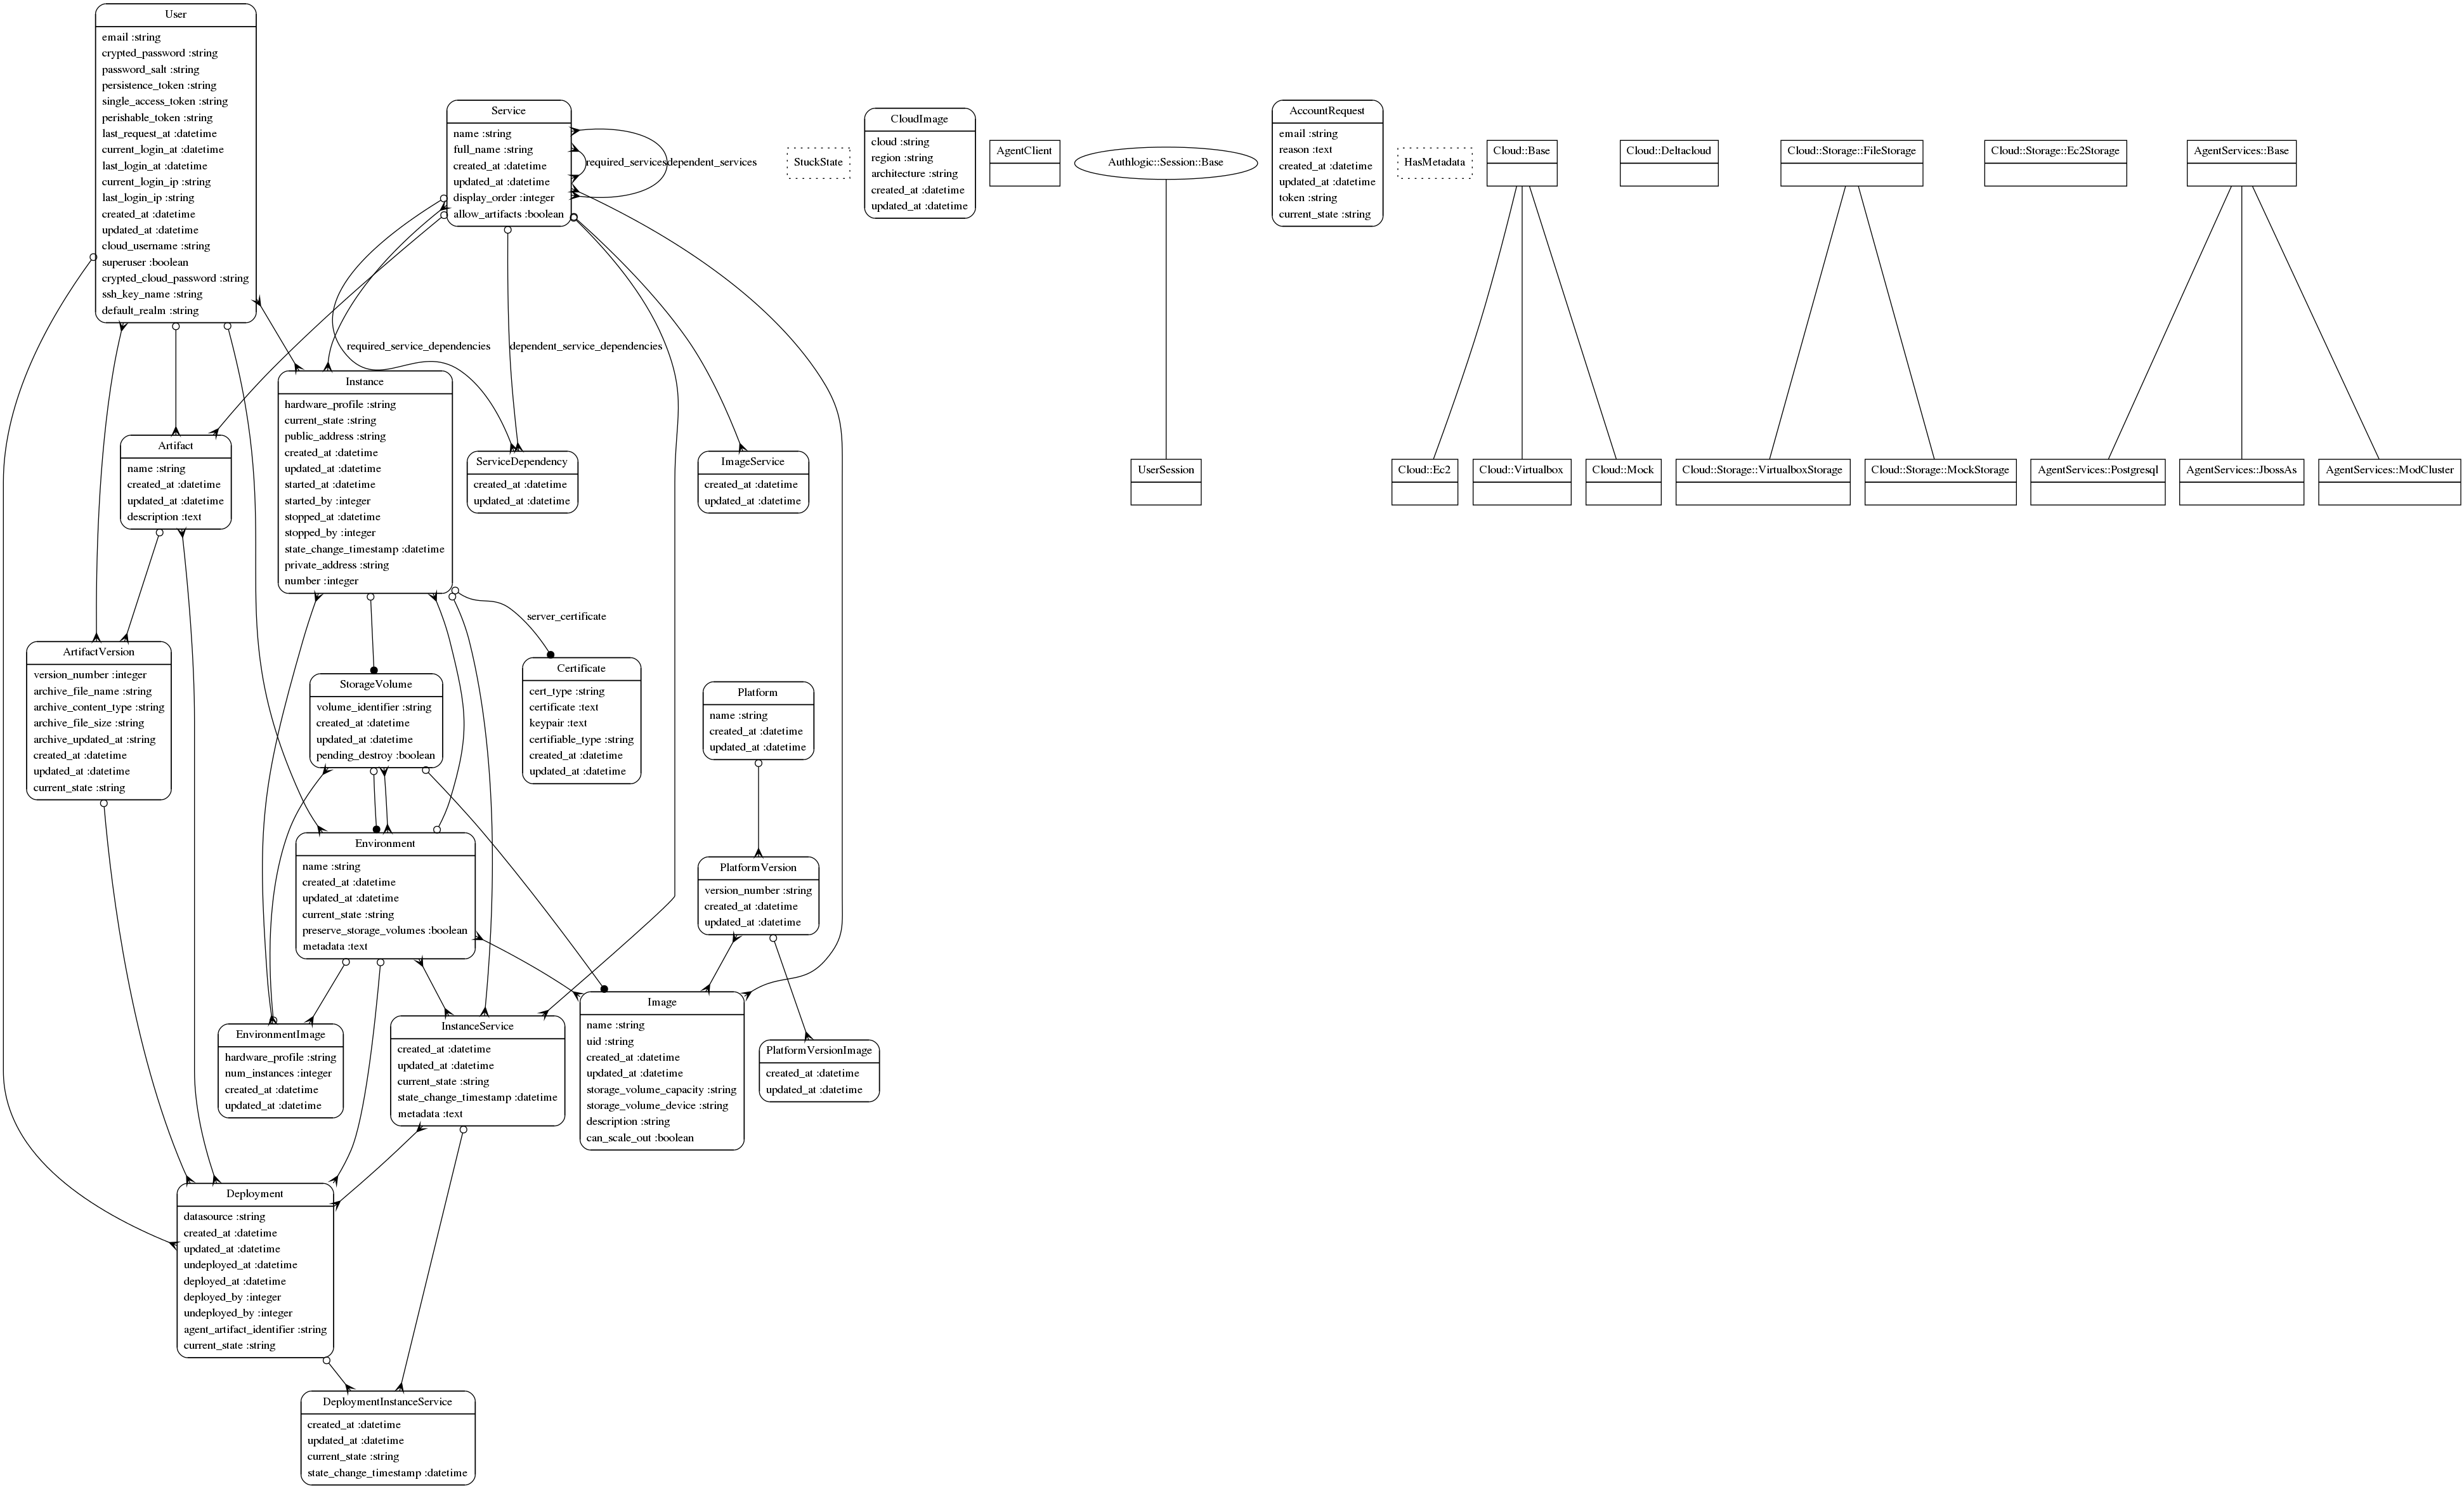 User
email :string
crypted_password :string
password_salt :string
persistence_token :string
single_access_token :string
perishable_token :string
last_request_at :datetime
current_login_at :datetime
last_login_at :datetime
current_login_ip :string
last_login_ip :string
created_at :datetime
updated_at :datetime
cloud_username :string
superuser :boolean
crypted_cloud_password :string
ssh_key_name :string
default_realm :string
Service
name :string
full_name :string
created_at :datetime
updated_at :datetime
display_order :integer
allow_artifacts :boolean
required_services
dependent_services
StuckState
CloudImage
cloud :string
region :string
architecture :string
created_at :datetime
updated_at :datetime
AgentClient
Authlogic::Session::Base
AccountRequest
email :string
reason :text
created_at :datetime
updated_at :datetime
token :string
current_state :string
HasMetadata
Cloud::Base
Cloud::Deltacloud
Cloud::Storage::FileStorage
Cloud::Storage::Ec2Storage
AgentServices::Base
required_service_dependencies
dependent_service_dependencies
Instance
hardware_profile :string
current_state :string
public_address :string
created_at :datetime
updated_at :datetime
started_at :datetime
started_by :integer
stopped_at :datetime
stopped_by :integer
state_change_timestamp :datetime
private_address :string
number :integer
Artifact
name :string
created_at :datetime
updated_at :datetime
description :text
ServiceDependency
created_at :datetime
updated_at :datetime
ImageService
created_at :datetime
updated_at :datetime
UserSession
Cloud::Ec2
Cloud::Virtualbox
Cloud::Mock
Cloud::Storage::VirtualboxStorage
Cloud::Storage::MockStorage
AgentServices::Postgresql
AgentServices::JbossAs
AgentServices::ModCluster
server_certificate
ArtifactVersion
version_number :integer
archive_file_name :string
archive_content_type :string
archive_file_size :string
archive_updated_at :string
created_at :datetime
updated_at :datetime
current_state :string
StorageVolume
volume_identifier :string
created_at :datetime
updated_at :datetime
pending_destroy :boolean
Certificate
cert_type :string
certificate :text
keypair :text
certifiable_type :string
created_at :datetime
updated_at :datetime
Platform
name :string
created_at :datetime
updated_at :datetime
Environment
name :string
created_at :datetime
updated_at :datetime
current_state :string
preserve_storage_volumes :boolean
metadata :text
PlatformVersion
version_number :string
created_at :datetime
updated_at :datetime
EnvironmentImage
hardware_profile :string
num_instances :integer
created_at :datetime
updated_at :datetime
InstanceService
created_at :datetime
updated_at :datetime
current_state :string
state_change_timestamp :datetime
metadata :text
Image
name :string
uid :string
created_at :datetime
updated_at :datetime
storage_volume_capacity :string
storage_volume_device :string
description :string
can_scale_out :boolean
PlatformVersionImage
created_at :datetime
updated_at :datetime
Deployment
datasource :string
created_at :datetime
updated_at :datetime
undeployed_at :datetime
deployed_at :datetime
deployed_by :integer
undeployed_by :integer
agent_artifact_identifier :string
current_state :string
DeploymentInstanceService
created_at :datetime
updated_at :datetime
current_state :string
state_change_timestamp :datetime